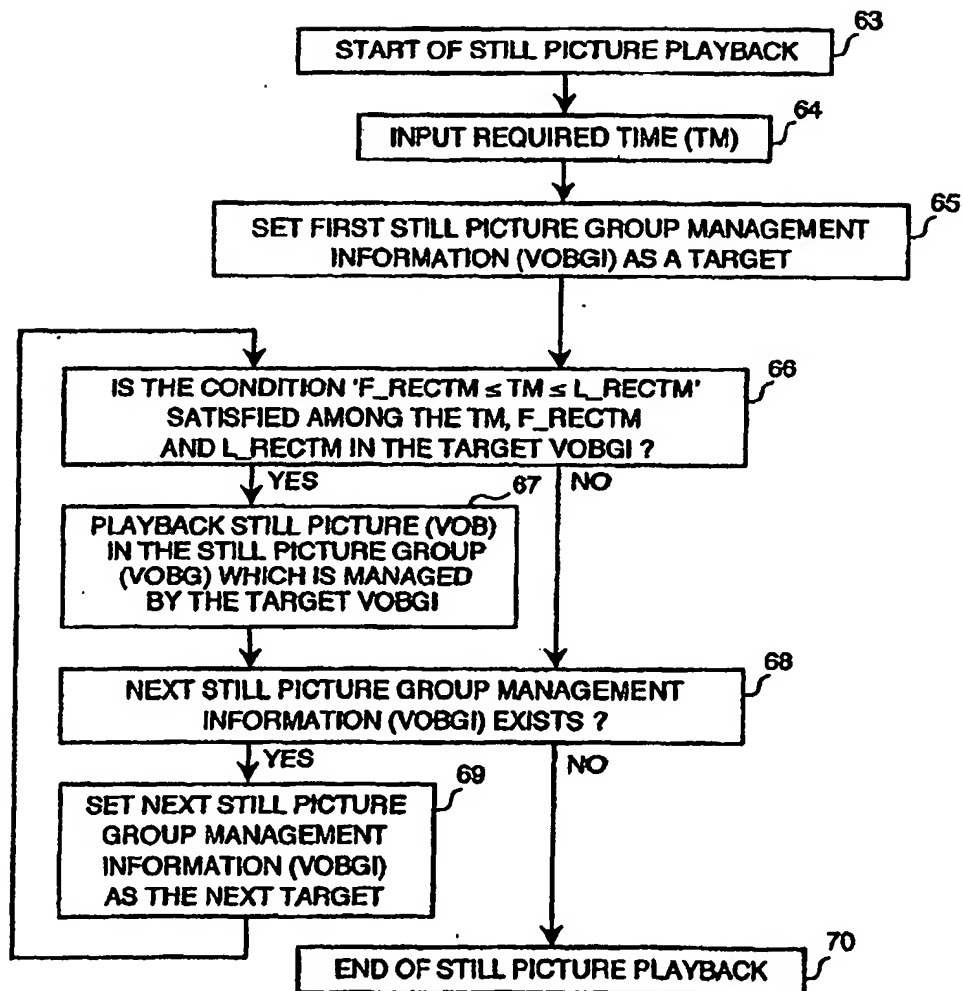 63
START OF STILL PICTURE PLAYBACK
64
INPUT REQUIRED TIME (TM)
65
SET FIRST STILL PICTURE GROUP MANAGEMENT
INFORMATION (VOBGI) AS A TARGET
66
IS THE CONDITION 'F_RECTM ≤ TM ≤ L_RECTM'
SATISFIED AMONG THE TM, F_RECTM
AND L_RECTM IN THE TARGET VOBGI ?
YES
67
NO
PLAYBACK STILL PICTURE (VOB)
IN THE STILL PICTURE GROUP
(VOBG) WHICH IS MANAGED
BY THE TARGET VOBGI
68
NEXT STILL PICTURE GROUP MANAGEMENT
INFORMATION (VOBGI) EXISTS ?
YES
69
NO
SET NEXT STILL PICTURE
GROUP MANAGEMENT
INFORMATION (VOBGI)
AS THE NEXT TARGET
70
END OF STILL PICTURE PLAYBACK